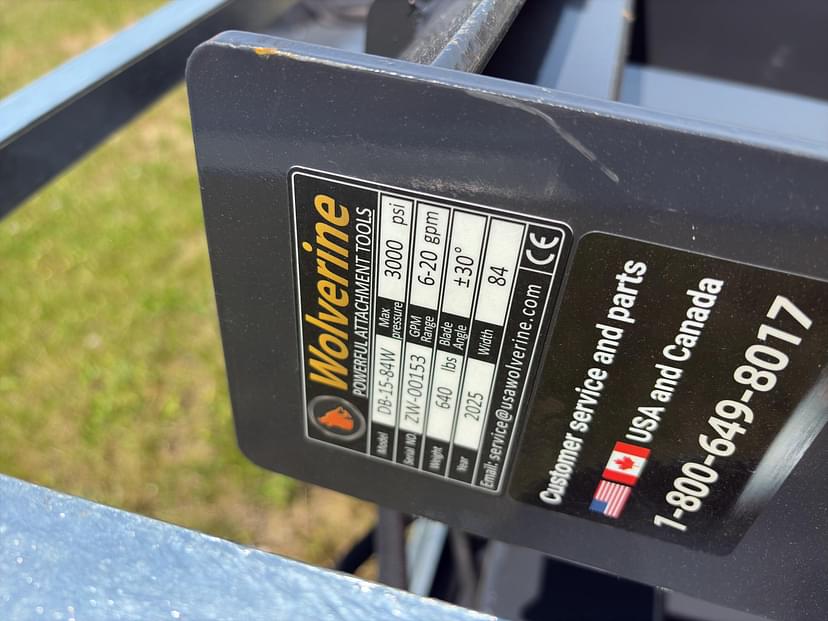 Wolverine
POWERFUL ATTACHMENT TOOLS
Model DB-15-84W Max pressure 3000 psi
Serial NO. ZW-00153 GPM Range 6-20 gpm
Weight 640 lbs Blade Angle ±30°
Year 2025 Width 84
Email: service@usawolverine.com CE
Customer service and parts
USA and Canada
1-800-649-8017